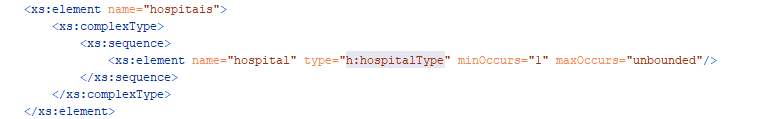 <xs:element name="hospitais">
<xs:complexType>
<xs:sequence>
<xs:element name="hospital" type="h:hospitalType" minOccurs="1" maxOccurs="unbounded"/>
</xs:sequence>
</xs:complexType>
</xs:element>